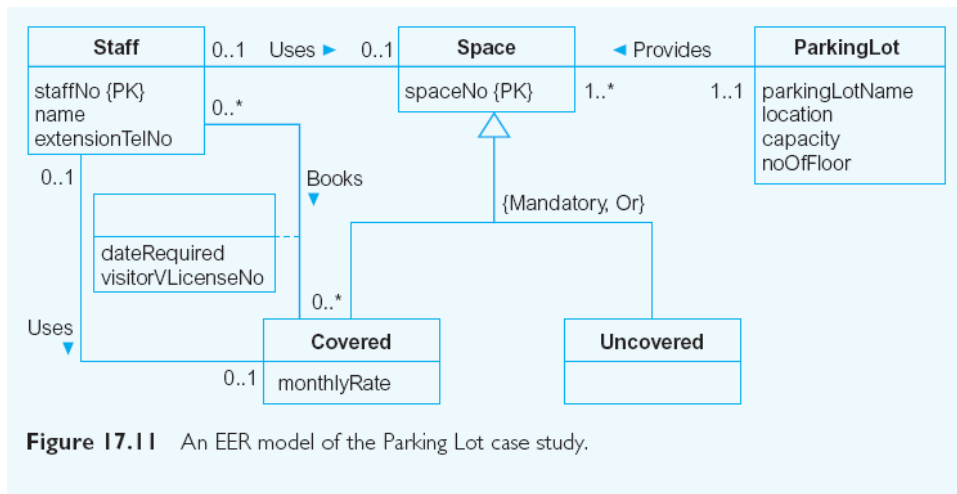 Staff
0..1 Uses ► 0..1
Space
◄ Provides
ParkingLot
staffNo {PK}
name
extensionTelNo
0..*
spaceNo {PK}
1..*
1..1
parkingLotName
location
capacity
noOfFloor
0..1
Books
▼
{Mandatory, Or}
dateRequired
visitorVLicenseNo
0..*
Uses
▼
Covered
Uncovered
0..1
monthlyRate
Figure 17.11 An EER model of the Parking Lot case study.